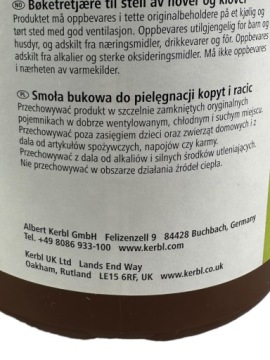 Ⓝ Bøketretjære til stell av hover og klover
Produktet må oppbevares i tette originalbeholdere på et kjølig og
tørt sted med god ventilasjon. Oppbevares utilgjengelig for barn og
husdyr, og adskilt fra næringsmidler, drikkevarer og fôr. Oppbevares
adskilt fra alkalier og sterke oksideringsmidler. Må ikke oppbevares
i nærheten av varmekilder.
PL Smoła bukowa do pielęgnacji kopyt i racic
Przechowywać produkt w szczelnie zamkniętych oryginalnych
pojemnikach w dobrze wentylowanym, chłodnym i suchym miejscu.
Przechowywać poza zasięgiem dzieci oraz zwierząt domowych i z
dala od artykułów spożywczych, napojów czy karmy.
Przechowywać z dala od alkaliów i silnych środków utleniających.
Nie przechowywać w obszarze działania źródeł ciepła.
Albert Kerbl GmbH Felizenzell 9 84428 Buchbach, Germany
Tel. +49 8086 933-100 www.kerbl.com
Kerbl UK Ltd Lands End Way
Oakham, Rutland LE15 6RF, UK www.kerbl.co.uk